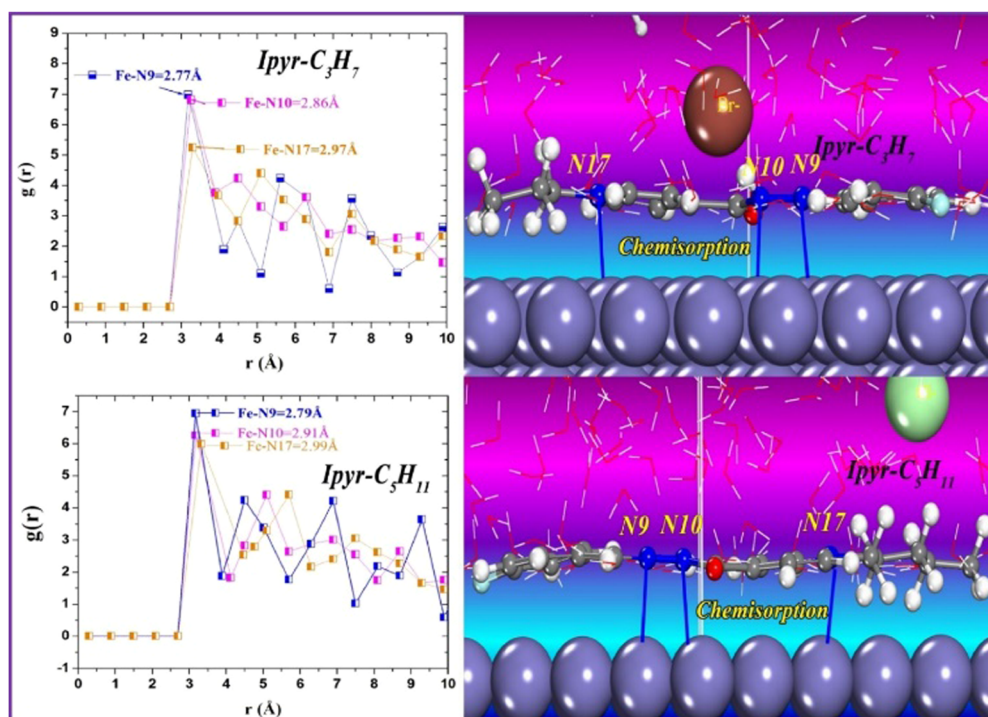 Ipyr-C₃H₇
Fe-N9=2.77Å
Fe-N10=2.86Å
Fe-N17=2.97Å
9
8
7
6
5
4
3
2
1
0
-1
g (r)
0 1 2 3 4 5 6 7 8 9 10
r (Å)
Br-
Ipyr-C₃H₇
N17
N10 N9
Chemisorption
Fe-N9=2.79Å
Fe-N10=2.91Å
Fe-N17=2.99Å
Ipyr-C₅H₁₁
7
6
5
4
3
2
1
0
-1
g(r)
0 1 2 3 4 5 6 7 8 9 10
r (Å)
Ipyr-C₅H₁₁
N9 N10
N17
Chemisorption